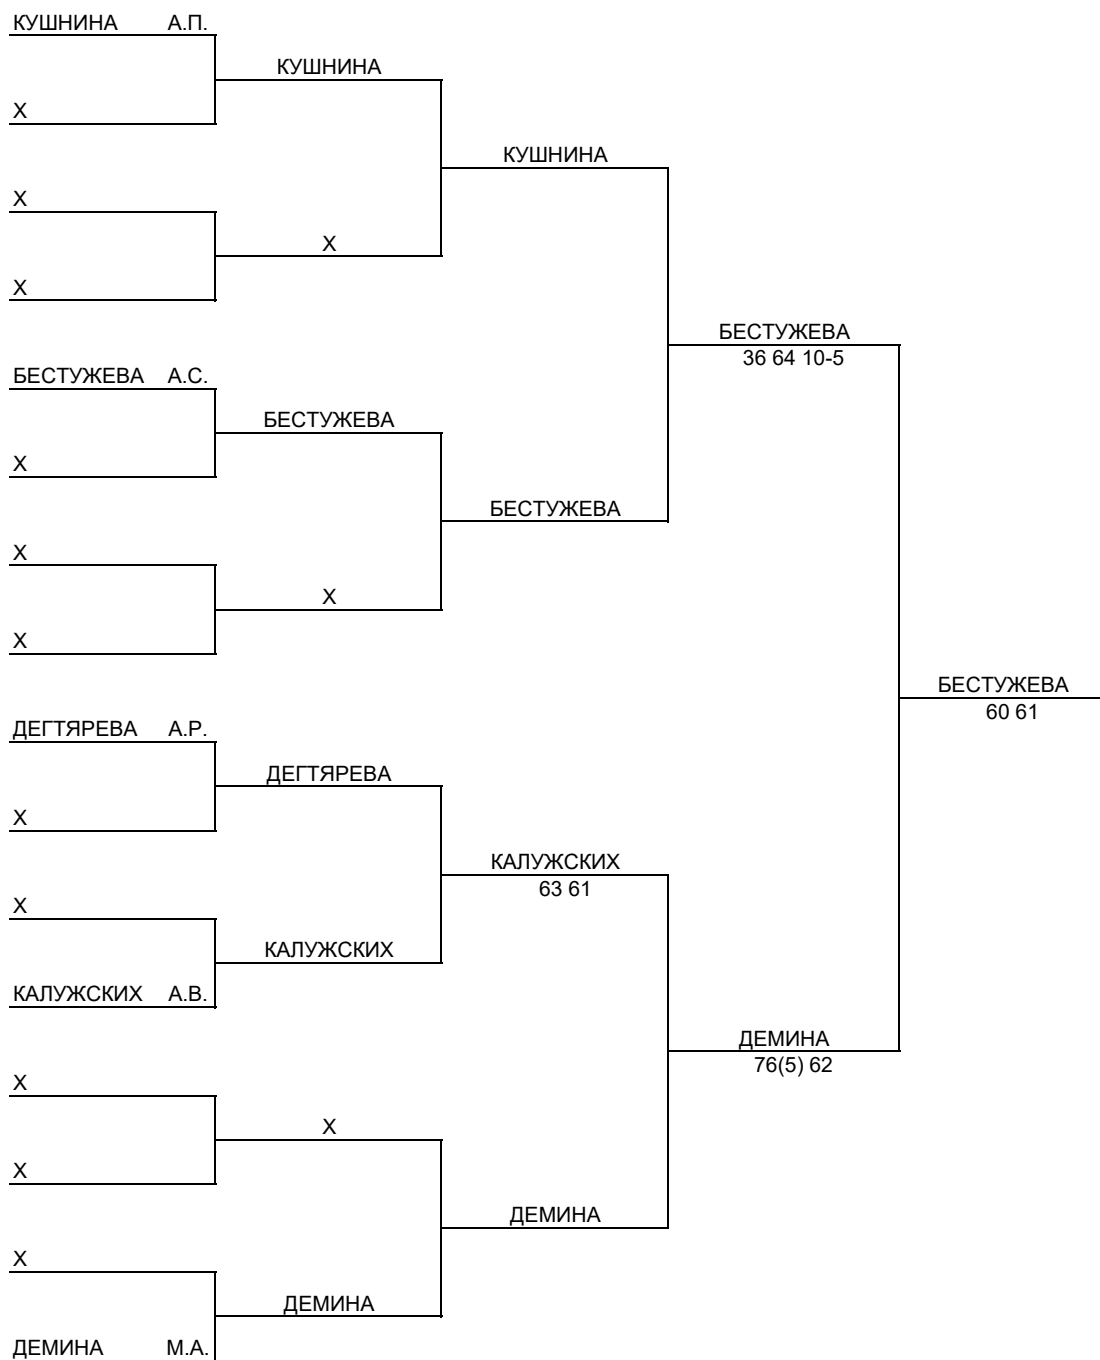 КУШНИНА А.П.
КУШНИНА
Х
КУШНИНА
Х
Х
Х
БЕСТУЖЕВА
36 64 10-5
БЕСТУЖЕВА А.С.
БЕСТУЖЕВА
Х
БЕСТУЖЕВА
Х
Х
Х
БЕСТУЖЕВА
60 61
ДЕГТЯРЕВА А.Р.
ДЕГТЯРЕВА
Х
КАЛУЖСКИХ
63 61
Х
КАЛУЖСКИХ
КАЛУЖСКИХ А.В.
ДЕМИНА
76(5) 62
Х
Х
Х
ДЕМИНА
Х
ДЕМИНА
ДЕМИНА М.А.